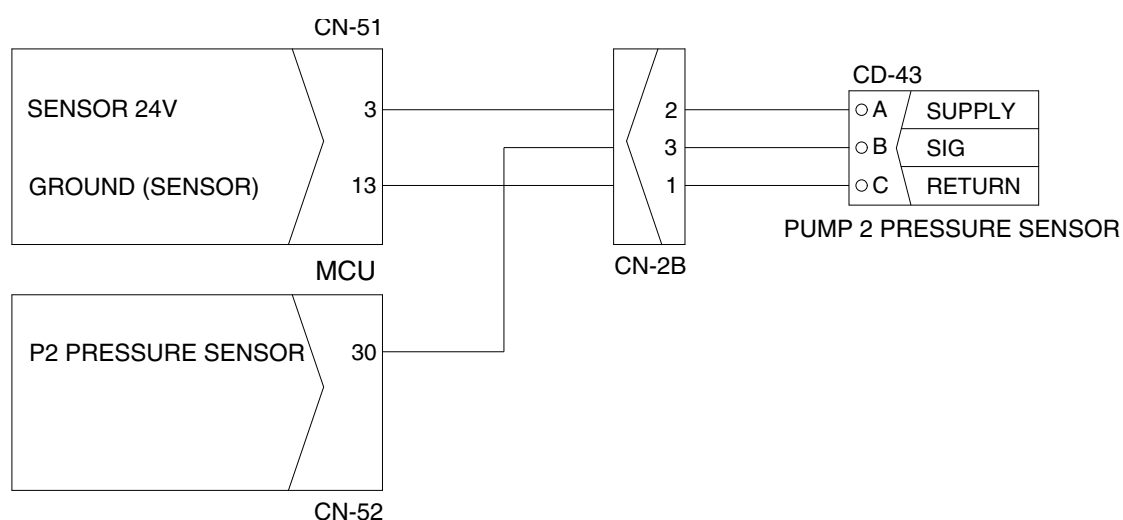 CN-51
SENSOR 24V 3
GROUND (SENSOR) 13
MCU
P2 PRESSURE SENSOR 30
CN-52
2
3
1
CN-2B
CD-43
A SUPPLY
B SIG
C RETURN
PUMP 2 PRESSURE SENSOR